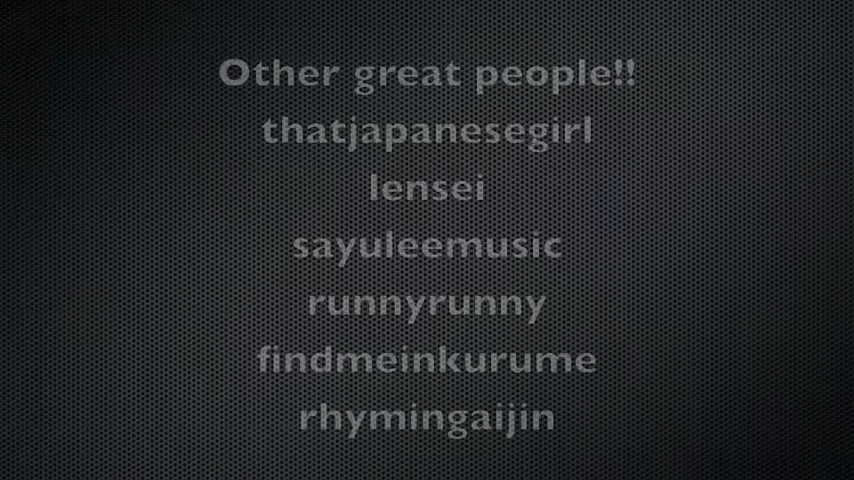 Other great people!!
thatjapanesegirl
lensei
sayuleemusic
runnyrunny
findmeinkurume
rhymingaijin